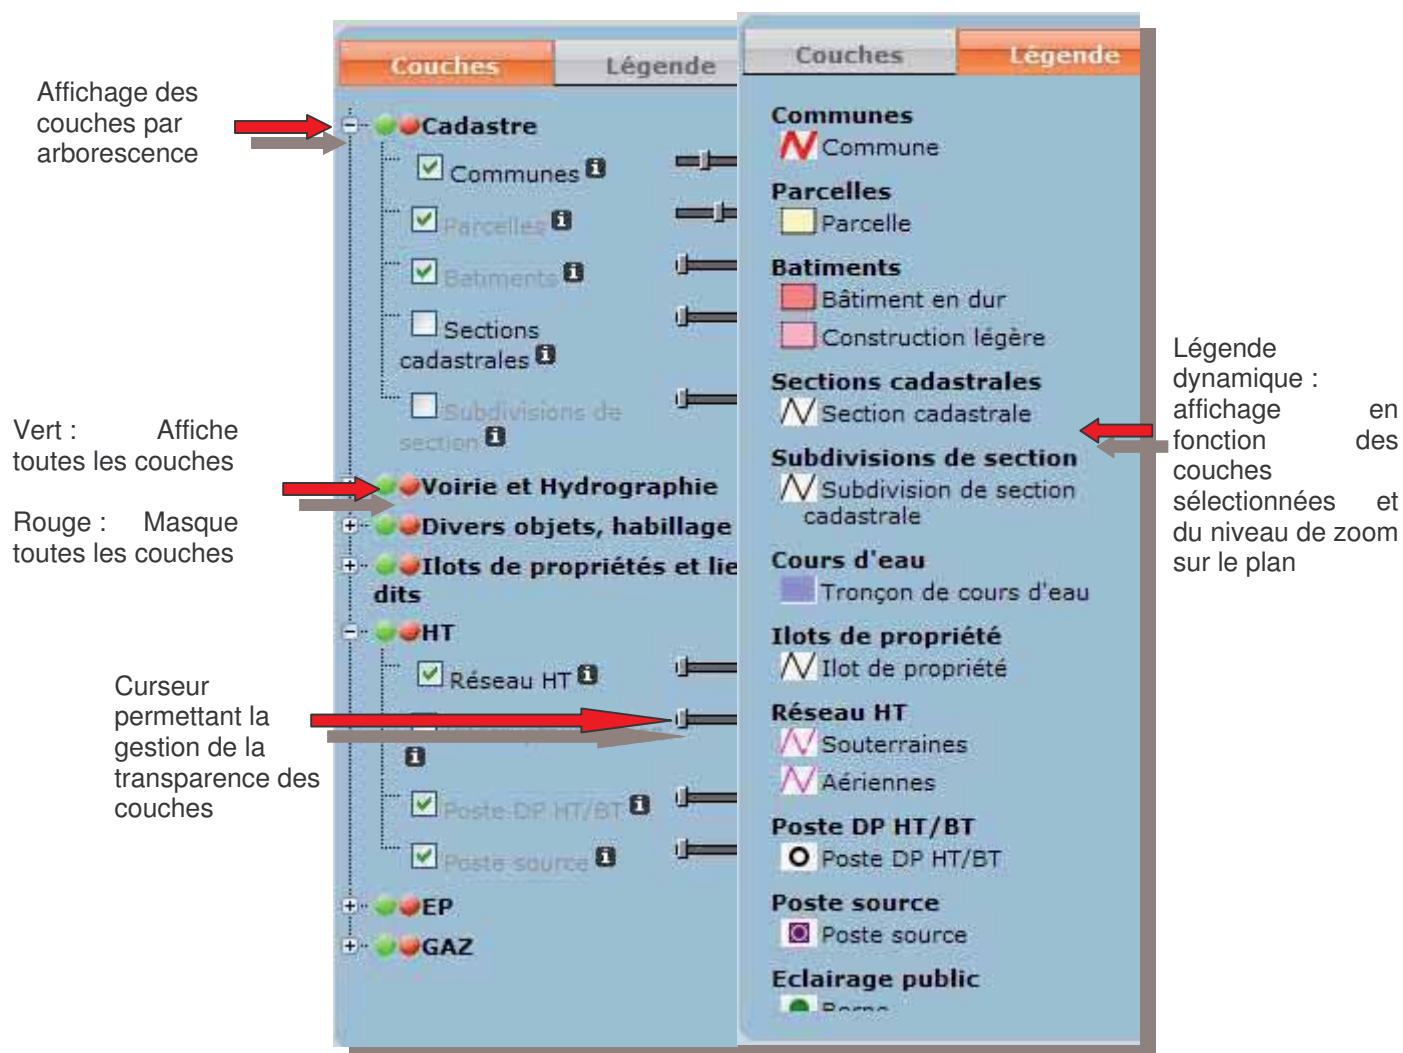 Affichage des
couches par
arborescence
Vert : Affiche
toutes les couches
Rouge : Masque
toutes les couches
Curseur
permettant la
gestion de la
transparence des
couches
Couches Légende
Cadastre
Communes
Parcelles
Batiments
Sections
cadastrales
Subdivisions de
section
Voirie et Hydrographie
Divers objets, habillage
Ilots de propriétés et lie
dits
HT
Réseau HT
Poste DP HT/BT
Poste source
EP
GAZ
Couches Légende
Communes
Commune
Parcelles
Parcelle
Batiments
Bâtiment en dur
Construction légère
Sections cadastrales
Section cadastrale
Subdivisions de section
Subdivision de section
cadastrale
Cours d'eau
Tronçon de cours d'eau
Ilots de propriété
Ilot de propriété
Réseau HT
Souterraines
Aériennes
Poste DP HT/BT
Poste DP HT/BT
Poste source
Poste source
Eclairage public
Légende
dynamique :
affichage en
fonction des
couches
sélectionnées et
du niveau de zoom
sur le plan